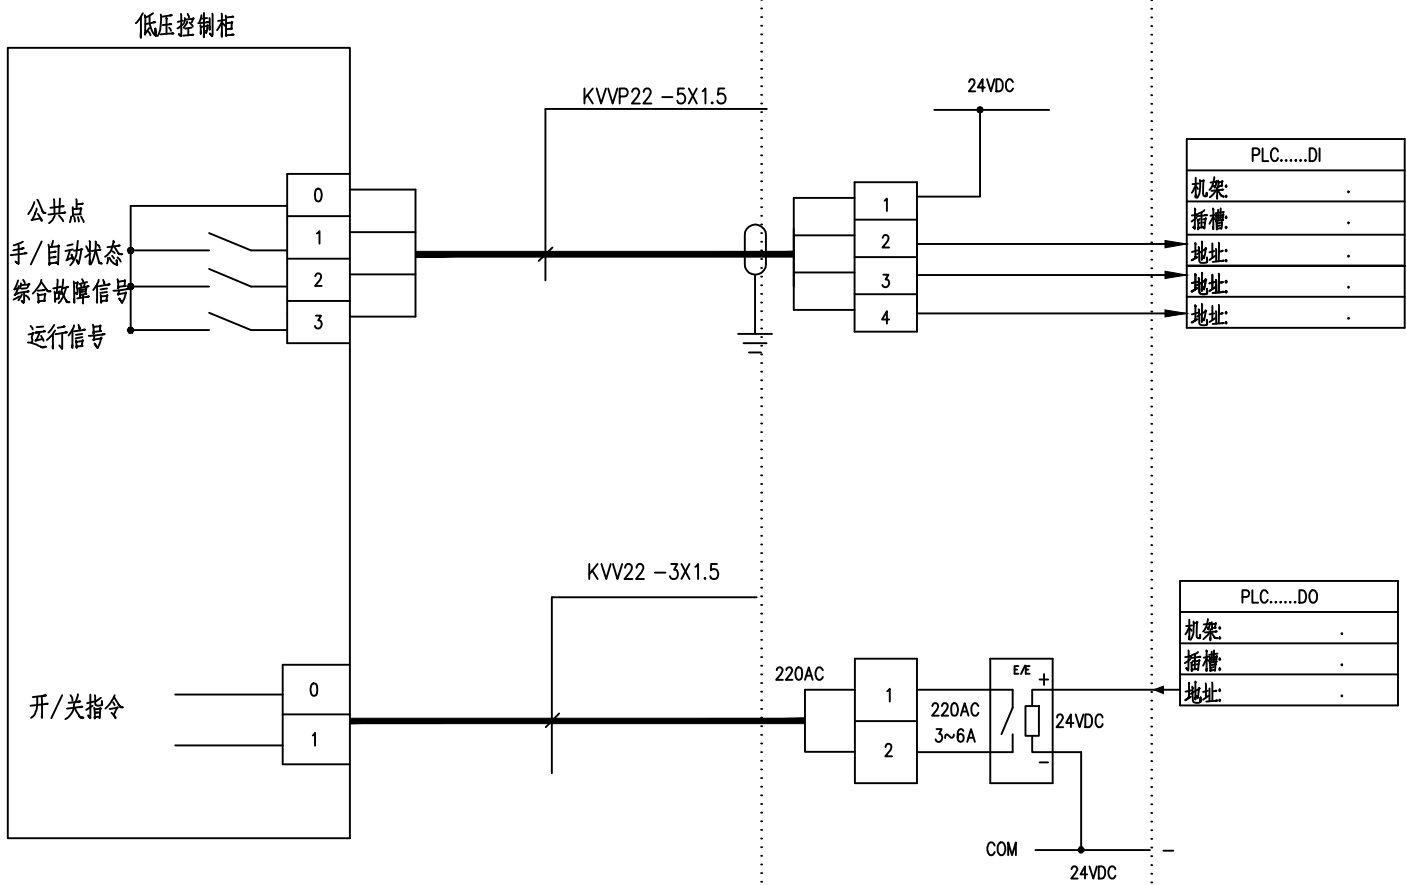 低压控制柜
KVVP22 -5X1.5
24VDC
PLC......DI
机架: .
插槽: .
地址: .
地址: .
地址: .
公共点
手/自动状态
综合故障信号
运行信号
0
1
2
3
1
2
3
4
KVV22 -3X1.5
PLC......DO
机架: .
插槽: .
地址: .
开/关指令
0
1
220AC
1
2
220AC
3~6A
E/E
+
24VDC
-
COM
-
24VDC